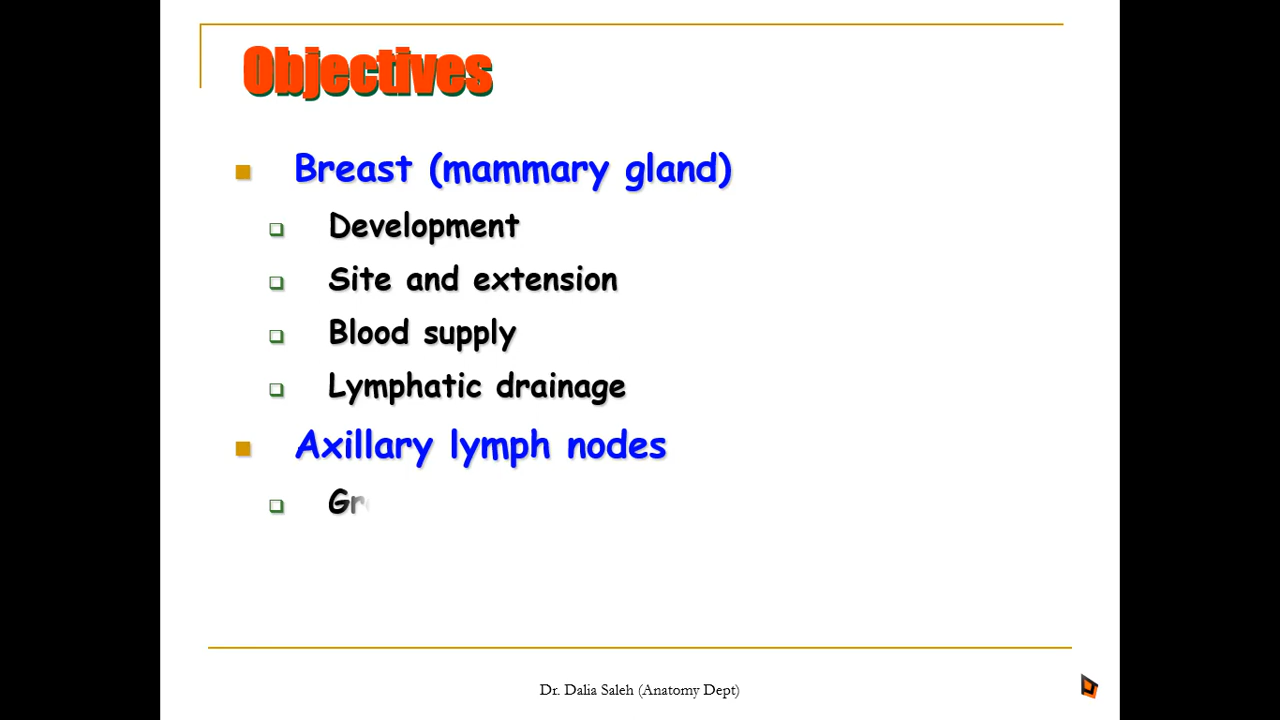 Objectives
Breast (mammary gland)
Development
Site and extension
Blood supply
Lymphatic drainage
Axillary lymph nodes
Dr. Dalia Saleh (Anatomy Dept)